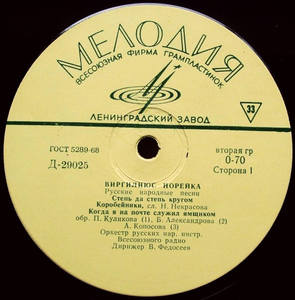 МЕЛОДИЯ
ВСЕСОЮЗНАЯ ФИРМА ГРАМПЛАСТИНОК
33
ЛЕНИНГРАДСКИЙ ЗАВОД
ГОСТ 5289-68
Д-29025
вторая гр
0-70
Сторона 1
ВИРГИЛИЮС НОРЕЙКА
Русские народные песни
Степь да степь кругом
Коробейники, сл. Н. Некрасова
Когда я на почте служил ямщиком
обр. П. Куликова (1), Б. Александрова (2)
А. Копосова (3)
Оркестр русских нар. инстр.
Всесоюзного радио
Дирижер В. Федосеев